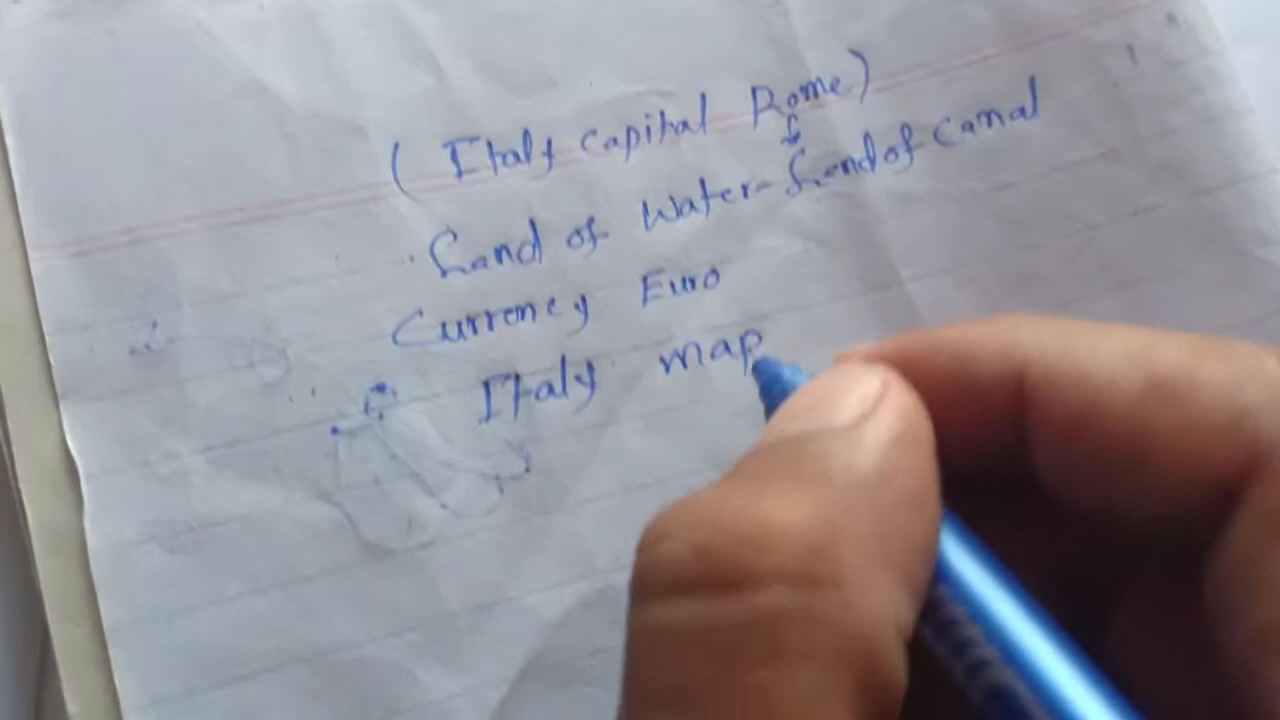 ( Italy capital Rome )
Land of Water- Land of Canal
Currency Euro
Italy map